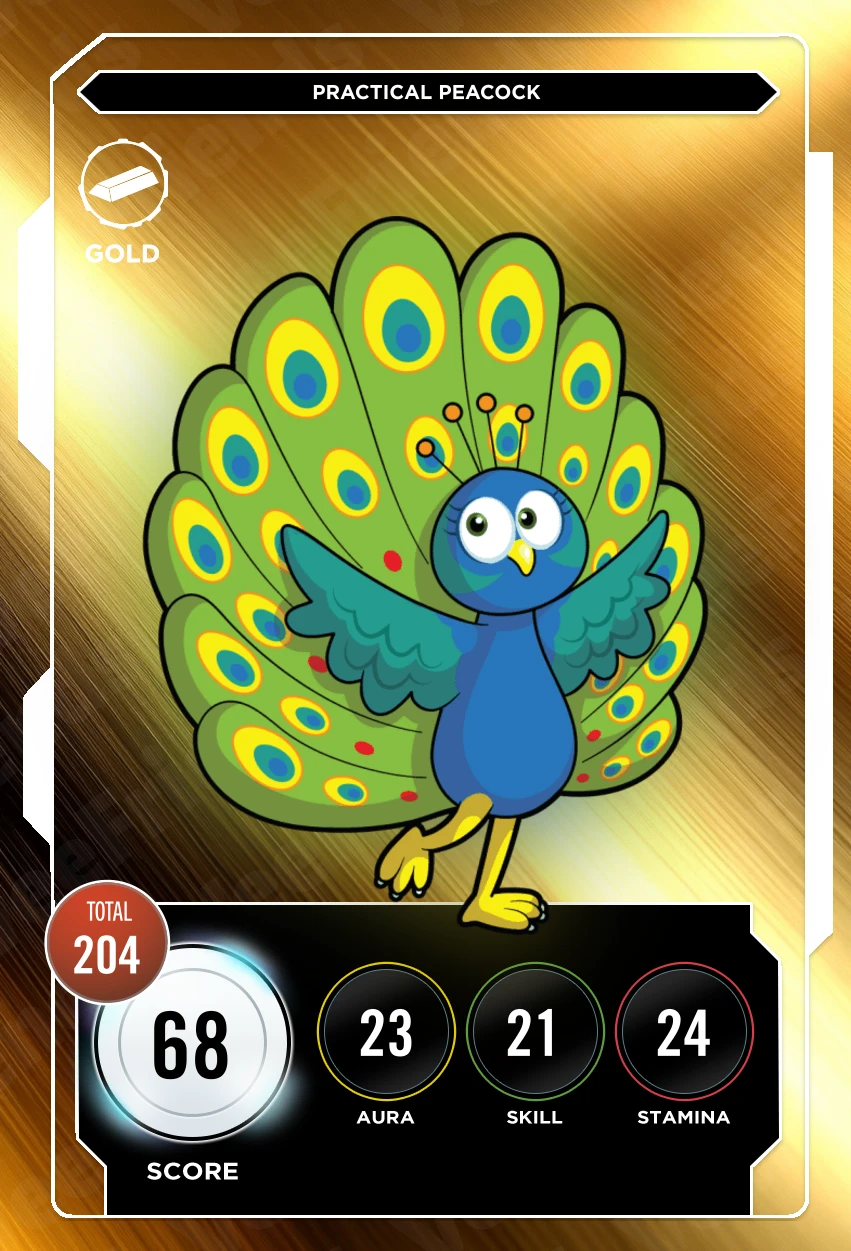 PRACTICAL PEACOCK
GOLD
TOTAL
204
68
SCORE
23
AURA
21
SKILL
24
STAMINA